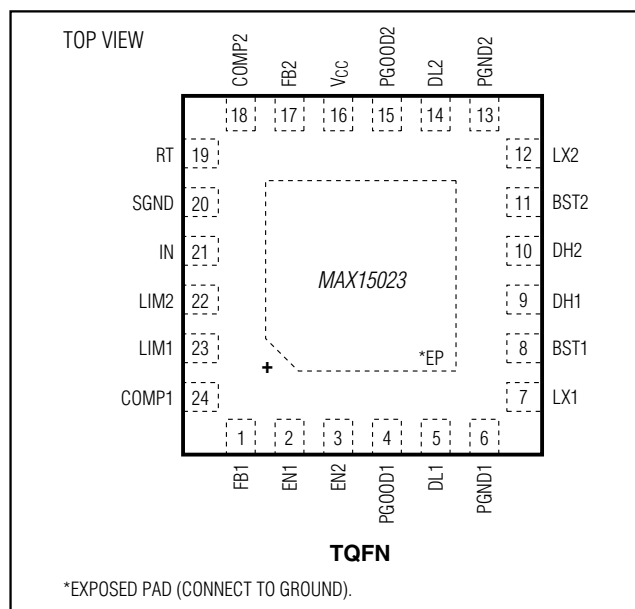 TOP VIEW
COMP2
FB2
VCC
PGOOD2
DL2
PGND2
18
17
16
15
14
13
RT 19
12 LX2
SGND 20
11 BST2
IN 21
10 DH2
MAX15023
LIM2 22
9 DH1
LIM1 23
*EP
8 BST1
+
COMP1 24
7 LX1
1
2
3
4
5
6
FB1
EN1
EN2
PGOOD1
DL1
PGND1
TQFN
*EXPOSED PAD (CONNECT TO GROUND).